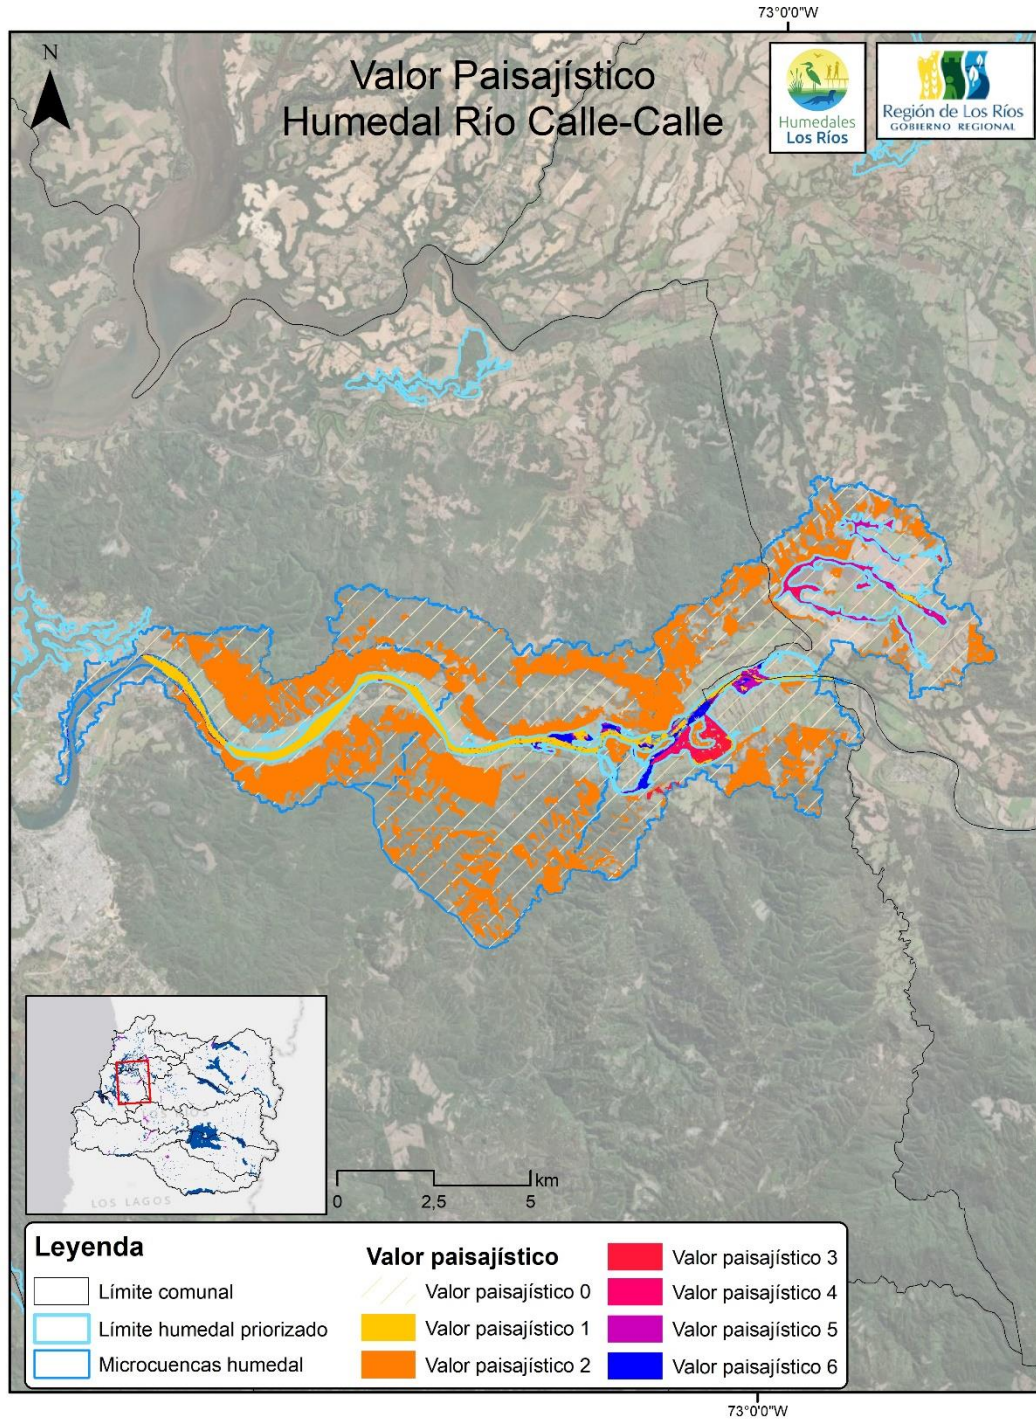 73°0'0"W
N
Valor Paisajístico
Humedal Río Calle-Calle
Humedales
Los Ríos
Región de Los Ríos
GOBIERNO REGIONAL
LOS RÍOS
LOS LAGOS
km
0 2,5 5
Leyenda
Límite comunal
Límite humedal priorizado
Microcuencas humedal
Valor paisajístico
Valor paisajístico 0
Valor paisajístico 1
Valor paisajístico 2
Valor paisajístico 3
Valor paisajístico 4
Valor paisajístico 5
Valor paisajístico 6
73°0'0"W